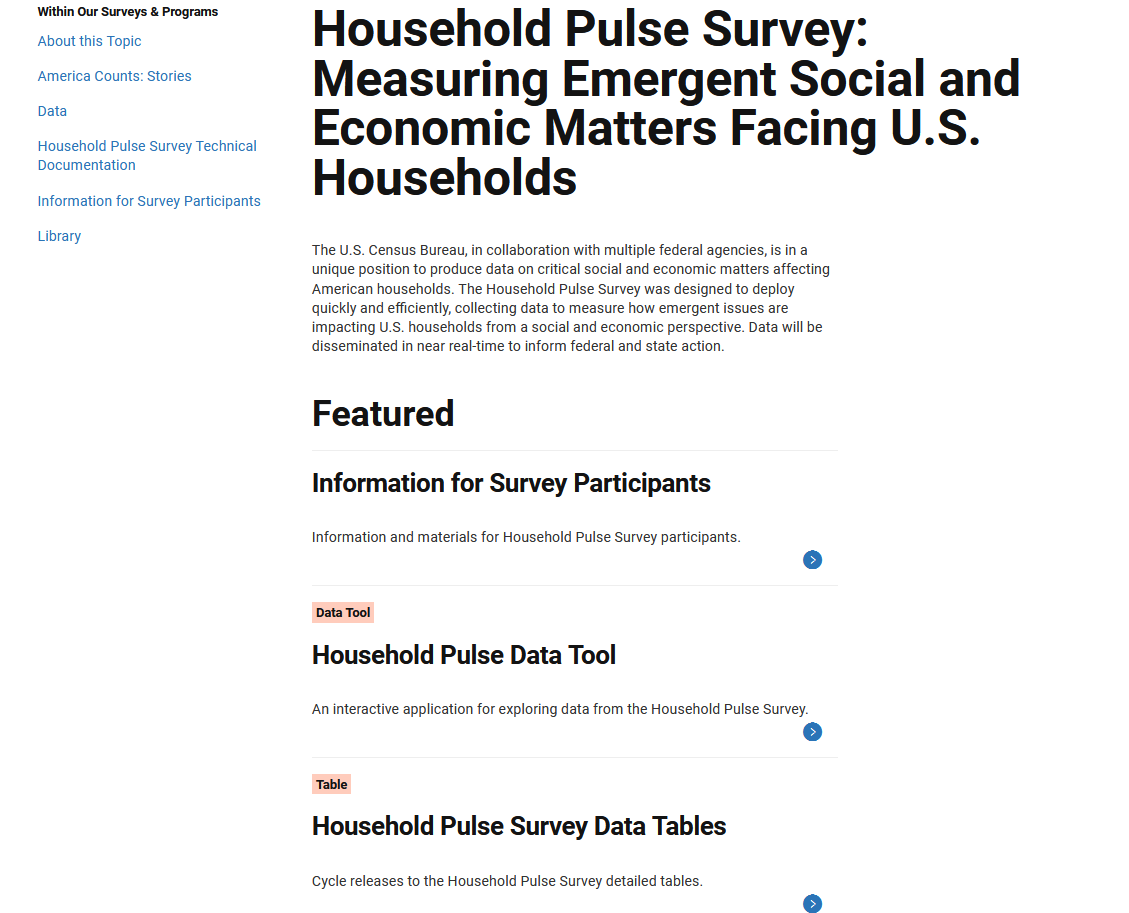 Within Our Surveys & Programs
About this Topic
America Counts: Stories
Data
Household Pulse Survey Technical
Documentation
Information for Survey Participants
Library
Household Pulse Survey:
Measuring Emergent Social and
Economic Matters Facing U.S.
Households
The U.S. Census Bureau, in collaboration with multiple federal agencies, is in a
unique position to produce data on critical social and economic matters affecting
American households. The Household Pulse Survey was designed to deploy
quickly and efficiently, collecting data to measure how emergent issues are
impacting U.S. households from a social and economic perspective. Data will be
disseminated in near real-time to inform federal and state action.
Featured
Information for Survey Participants
Information and materials for Household Pulse Survey participants.
Data Tool
Household Pulse Data Tool
An interactive application for exploring data from the Household Pulse Survey.
Table
Household Pulse Survey Data Tables
Cycle releases to the Household Pulse Survey detailed tables.